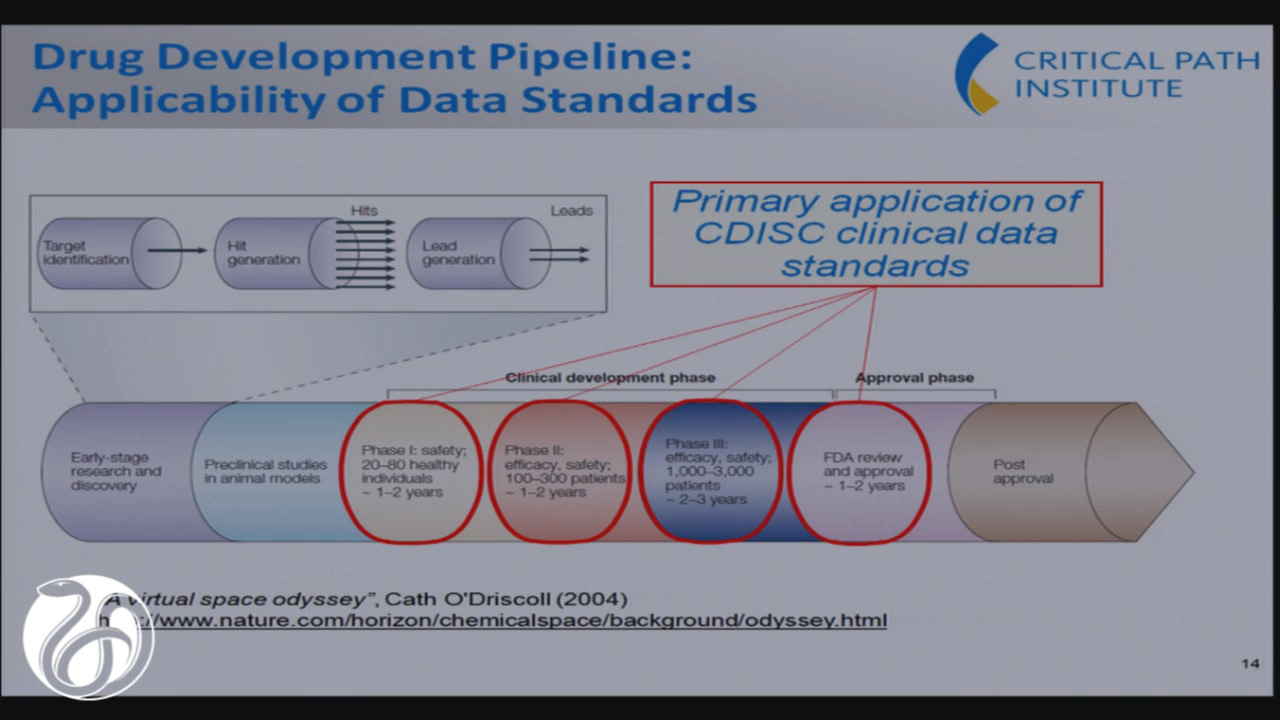 Drug Development Pipeline:
Applicability of Data Standards
CRITICAL PATH
INSTITUTE
Hits
Leads
Target
identification
Hit
generation
Lead
generation
Primary application of
CDISC clinical data
standards
Clinical development phase
Approval phase
Early-stage
research and
discovery
Preclinical studies
in animal models
Phase I: safety;
20–80 healthy
individuals
~ 1–2 years
Phase II:
efficacy, safety;
100–300 patients
~ 1–2 years
Phase III:
efficacy, safety;
1,000–3,000
patients
~ 2–3 years
FDA review
and approval
~ 1–2 years
Post
approval
A virtual space odyssey”, Cath O'Driscoll (2004)
/www.nature.com/horizon/chemicalspace/background/odyssey.html
14